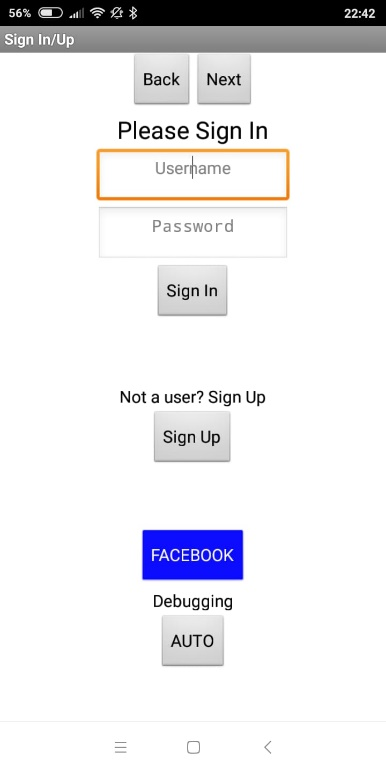 56% 22:42
Sign In/Up
Back Next
Please Sign In
Username
Password
Sign In
Not a user? Sign Up
Sign Up
FACEBOOK
Debugging
AUTO